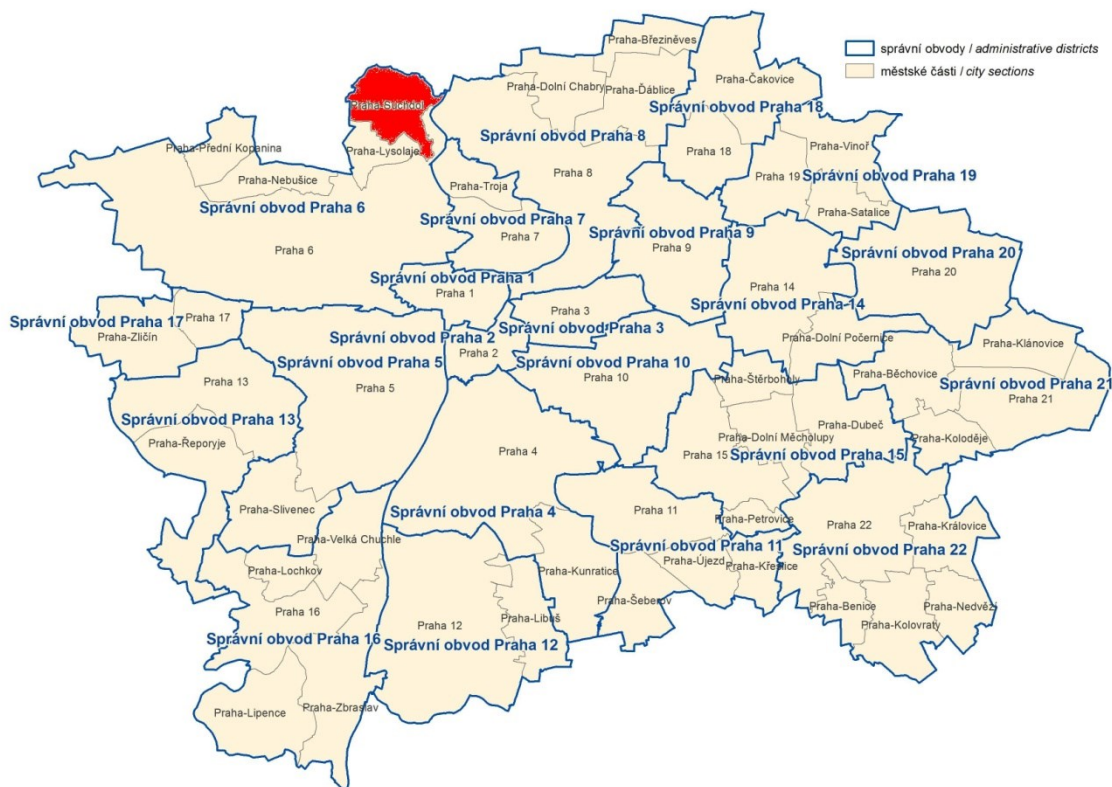 Praha-Březiněves
správní obvody / administrative districts
městské části / city sections
Praha-Čakovice
Praha-Dolní Chabry
Praha-Ďáblice
Praha-Suchdol
Správní obvod Praha 18
Správní obvod Praha 8
Praha-Přední Kopanina
Praha-Lysolaje
Praha 18
Praha-Vinoř
Praha 8
Praha 19
Správní obvod Praha 19
Praha-Nebušice
Praha-Troja
Správní obvod Praha 6
Praha-Satalice
Správní obvod Praha 7
Praha 7
Správní obvod Praha 9
Praha 9
Praha 6
Správní obvod Praha 20
Praha 20
Správní obvod Praha 1
Praha 1
Praha 14
Správní obvod Praha 14
Praha 3
Správní obvod Praha 17
Praha 17
Praha-Zličín
Správní obvod Praha 3
Správní obvod Praha 2
Praha 2
Praha-Dolní Počernice
Praha-Klánovice
Správní obvod Praha 5
Správní obvod Praha 10
Praha 10
Praha-Běchovice
Praha 13
Praha 5
Praha-Štěrboholy
Správní obvod Praha 21
Praha 21
Správní obvod Praha 13
Praha-Dubeč
Praha-Řeporyje
Praha-Dolní Měcholupy
Praha-Koloděje
Praha 4
Praha 15
Správní obvod Praha 15
Praha-Slivenec
Správní obvod Praha 4
Praha 11
Praha-Petrovice
Praha 22
Praha-Královice
Praha-Velká Chuchle
Správní obvod Praha 11
Správní obvod Praha 22
Praha-Lochkov
Praha-Kunratice
Praha-Újezd
Praha-Křeslice
Praha-Šeberov
Praha 16
Praha-Benice
Praha-Nedvězí
Praha-Libuš
Praha 12
Praha-Kolovraty
Správní obvod Praha 16
Správní obvod Praha 12
Praha-Lipence
Praha-Zbraslav